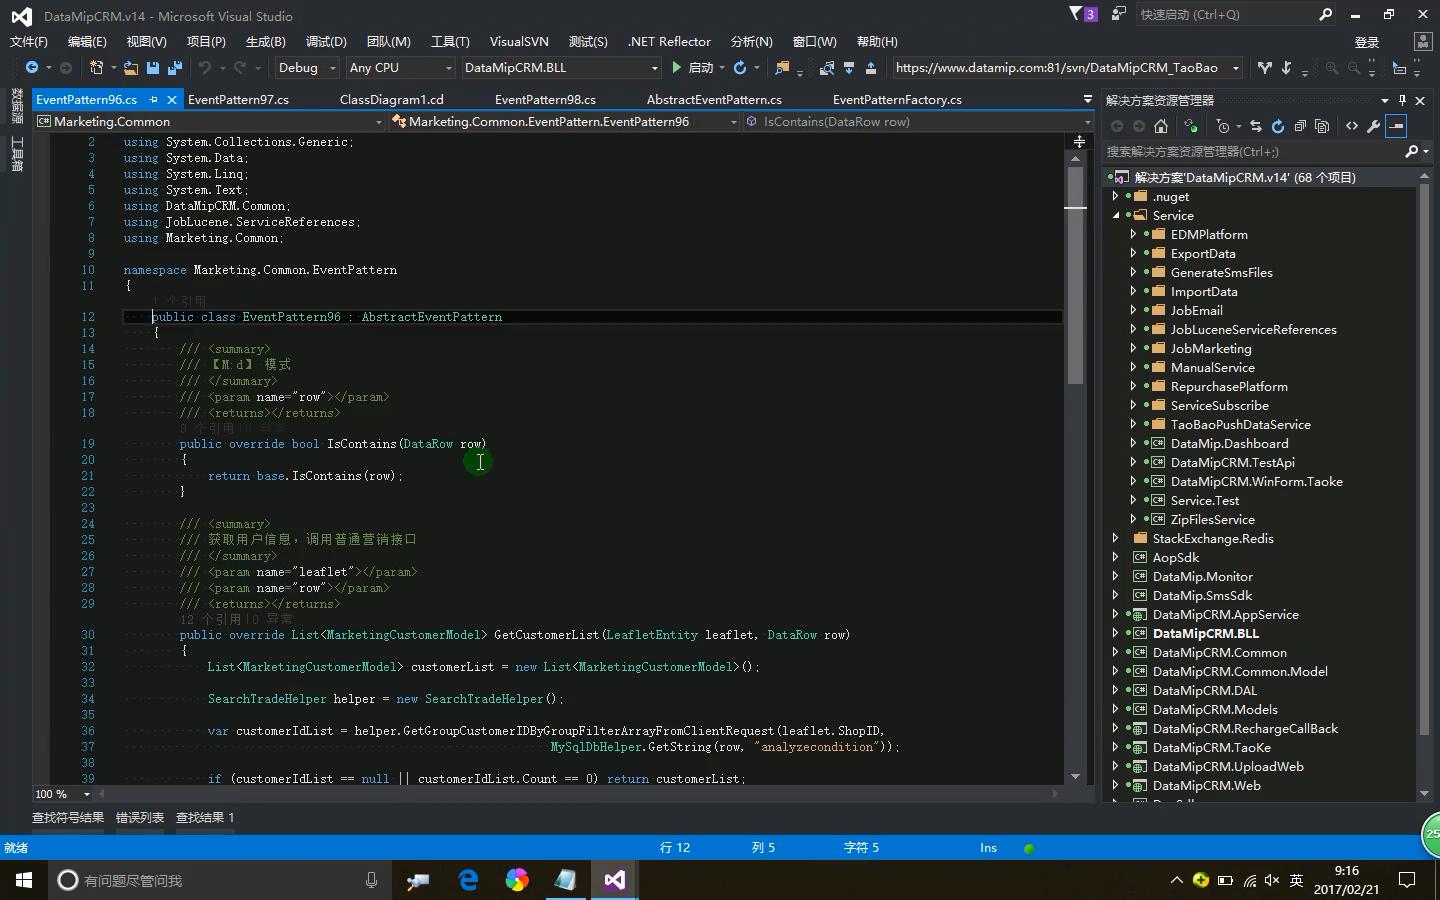 DataMipCRM.v14 - Microsoft Visual Studio
3
快速启动 (Ctrl+Q)
文件(F) 编辑(E) 视图(V) 项目(P) 生成(B) 调试(D) 团队(M) 工具(T) VisualSVN 测试(S) .NET Reflector 分析(N) 窗口(W) 帮助(H) 登录
Debug Any CPU DataMipCRM.BLL 启动 https://www.datamip.com:81/svn/DataMipCRM_TaoBao
数据源
工具箱
EventPattern96.cs EventPattern97.cs ClassDiagram1.cd EventPattern98.cs AbstractEventPattern.cs EventPatternFactory.cs
Marketing.Common Marketing.Common.EventPattern.EventPattern96 IsContains(DataRow row)
2 using System.Collections.Generic;
3 using System.Data;
4 using System.Linq;
5 using System.Text;
6 using DataMipCRM.Common;
7 using JobLucene.ServiceReferences;
8 using Marketing.Common;
9
10 namespace Marketing.Common.EventPattern
11 {
1 个引用
12 public class EventPattern96 : AbstractEventPattern
13 {
14 /// <summary>
15 /// 【M:d】 模式
16 /// </summary>
17 /// <param name="row"></param>
18 /// <returns></returns>
8 个引用|0 异常
19 public override bool IsContains(DataRow row)
20 {
21 return base.IsContains(row);
22 }
23
24 /// <summary>
25 /// 获取用户信息，调用普通营销接口
26 /// </summary>
27 /// <param name="leaflet"></param>
28 /// <param name="row"></param>
29 /// <returns></returns>
12 个引用|0 异常
30 public override List<MarketingCustomerModel> GetCustomerList(LeafletEntity leaflet, DataRow row)
31 {
32 List<MarketingCustomerModel> customerList = new List<MarketingCustomerModel>();
33
34 SearchTradeHelper helper = new SearchTradeHelper();
35
36 var customerIdList = helper.GetGroupCustomerIDByGroupFilterArrayFromClientRequest(leaflet.ShopID,
37 MySqlDbHelper.GetString(row, "analyzecondition"));
38
39 if (customerIdList == null || customerIdList.Count == 0) return customerList;
100 %
解决方案资源管理器
搜索解决方案资源管理器(Ctrl+;)
解决方案'DataMipCRM.v14' (68 个项目)
.nuget
Service
EDMPlatform
ExportData
GenerateSmsFiles
ImportData
JobEmail
JobLuceneServiceReferences
JobMarketing
ManualService
RepurchasePlatform
ServiceSubscribe
TaoBaoPushDataService
DataMip.Dashboard
DataMipCRM.TestApi
DataMipCRM.WinForm.Taoke
Service.Test
ZipFilesService
StackExchange.Redis
AopSdk
DataMip.Monitor
DataMip.SmsSdk
DataMipCRM.AppService
DataMipCRM.BLL
DataMipCRM.Common
DataMipCRM.Common.Model
DataMipCRM.DAL
DataMipCRM.Models
DataMipCRM.RechargeCallBack
DataMipCRM.TaoKe
DataMipCRM.UploadWeb
DataMipCRM.Web
查找符号结果 错误列表 查找结果 1
25
就绪 行 12 列 5 字符 5 Ins
有问题尽管问我
英
9:16
2017/02/21